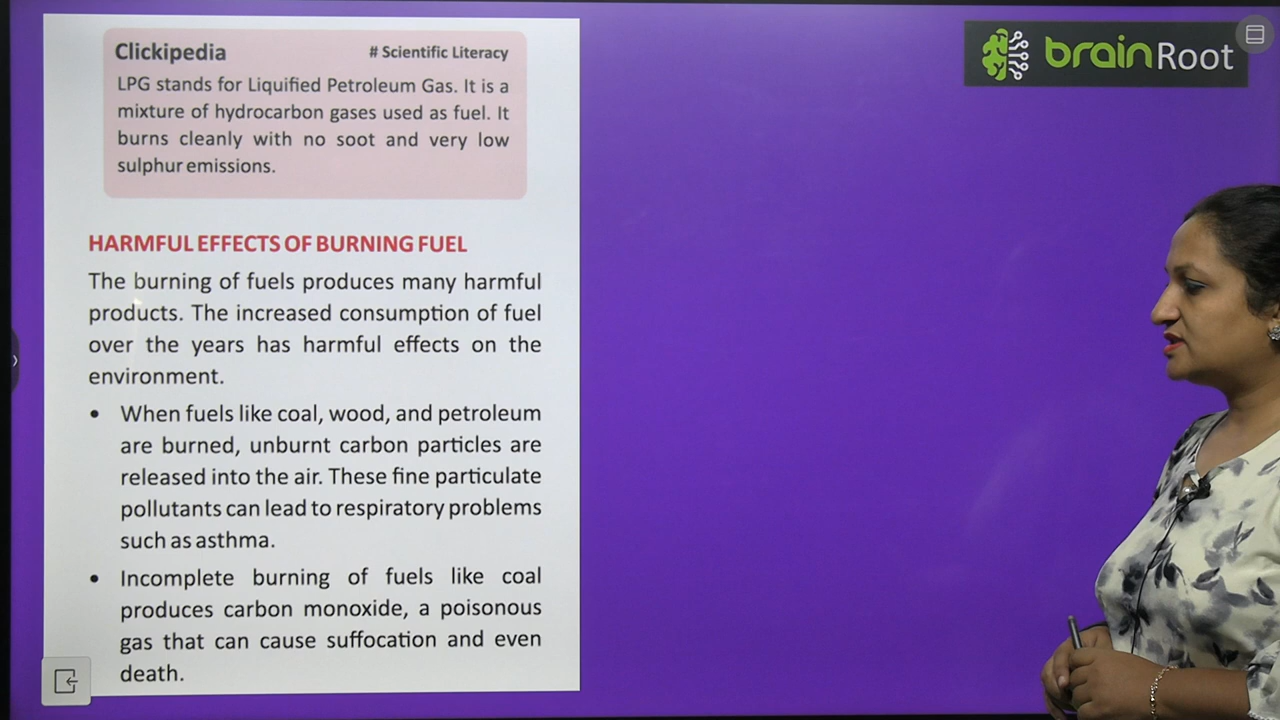 Clickipedia # Scientific Literacy
LPG stands for Liquified Petroleum Gas. It is a
mixture of hydrocarbon gases used as fuel. It
burns cleanly with no soot and very low
sulphur emissions.
HARMFUL EFFECTS OF BURNING FUEL
The burning of fuels produces many harmful
products. The increased consumption of fuel
over the years has harmful effects on the
environment.
• When fuels like coal, wood, and petroleum
are burned, unburnt carbon particles are
released into the air. These fine particulate
pollutants can lead to respiratory problems
such as asthma.
• Incomplete burning of fuels like coal
produces carbon monoxide, a poisonous
gas that can cause suffocation and even
death.
brainRoot